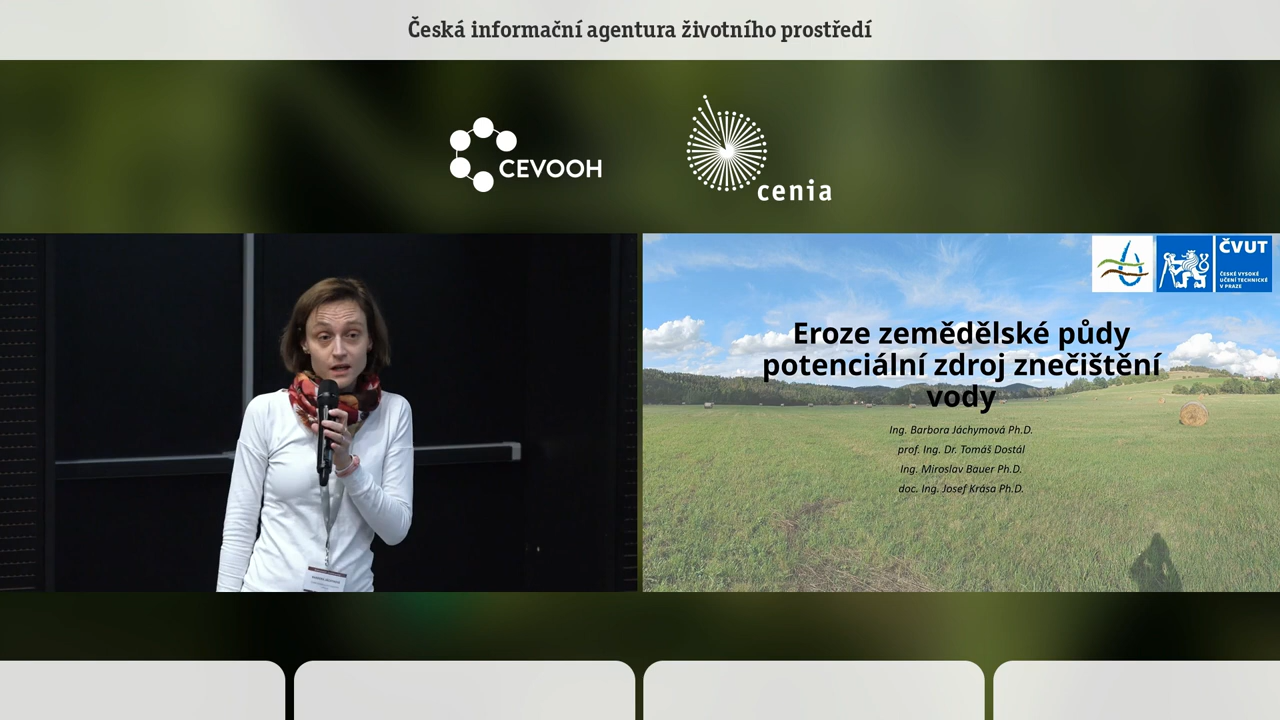 Česká informační agentura životního prostředí
CEVOOH
cenia
ČVUT
ČESKÉ VYSOKÉ
UČENÍ TECHNICKÉ
V PRAZE
Eroze zemědělské půdy
potenciální zdroj znečištění
vody
Ing. Barbora Jáchymová Ph.D.
prof. Ing. Dr. Tomáš Dostál
Ing. Miroslav Bauer Ph.D.
doc. Ing. Josef Krása Ph.D.